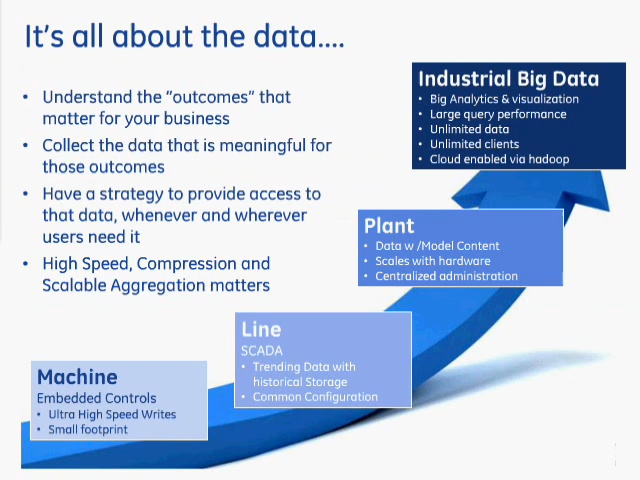 It's all about the data....
• Understand the "outcomes" that
matter for your business
• Collect the data that is meaningful for
those outcomes
• Have a strategy to provide access to
that data, whenever and wherever
users need it
• High Speed, Compression and
Scalable Aggregation matters
Industrial Big Data
• Big Analytics & visualization
• Large query performance
• Unlimited data
• Unlimited clients
• Cloud enabled via hadoop
Plant
• Data w /Model Content
• Scales with hardware
• Centralized administration
Line
SCADA
• Trending Data with
historical Storage
• Common Configuration
Machine
Embedded Controls
• Ultra High Speed Writes
• Small footprint